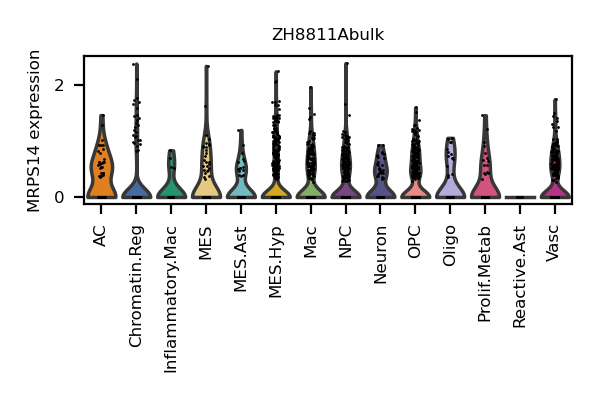 ZH8811Abulk
MRPS14 expression
2
0
AC
Chromatin.Reg
Inflammatory.Mac
MES
MES.Ast
MES.Hyp
Mac
NPC
Neuron
OPC
Oligo
Prolif.Metab
Reactive.Ast
Vasc